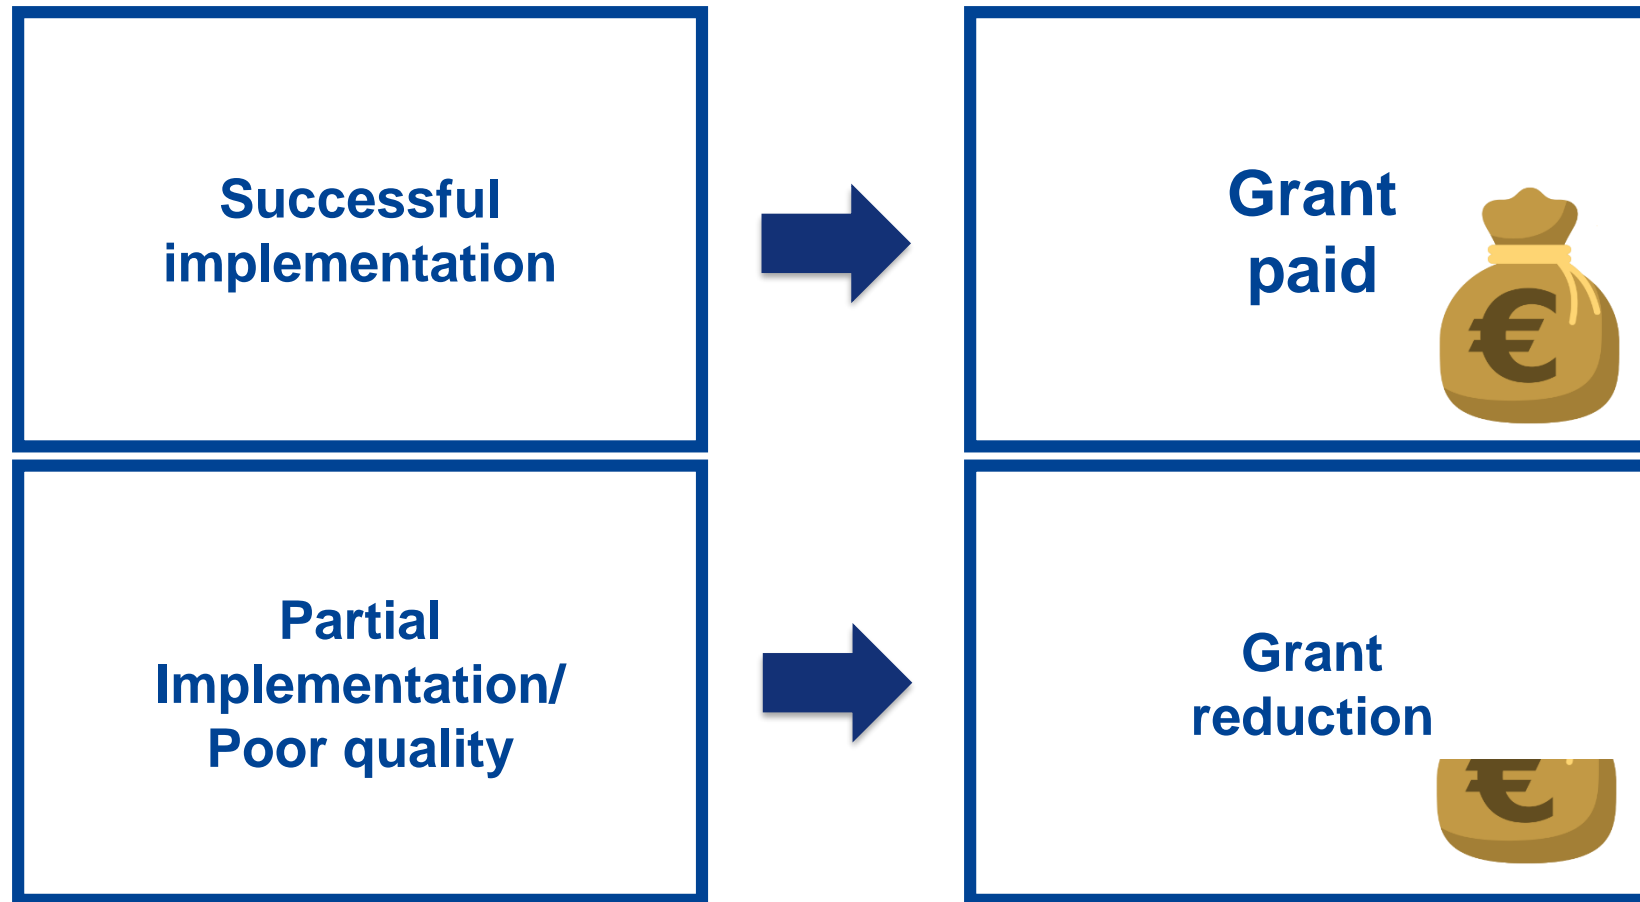 Successful
implementation
Grant
paid
€
Partial
Implementation/
Poor quality
Grant
reduction
€